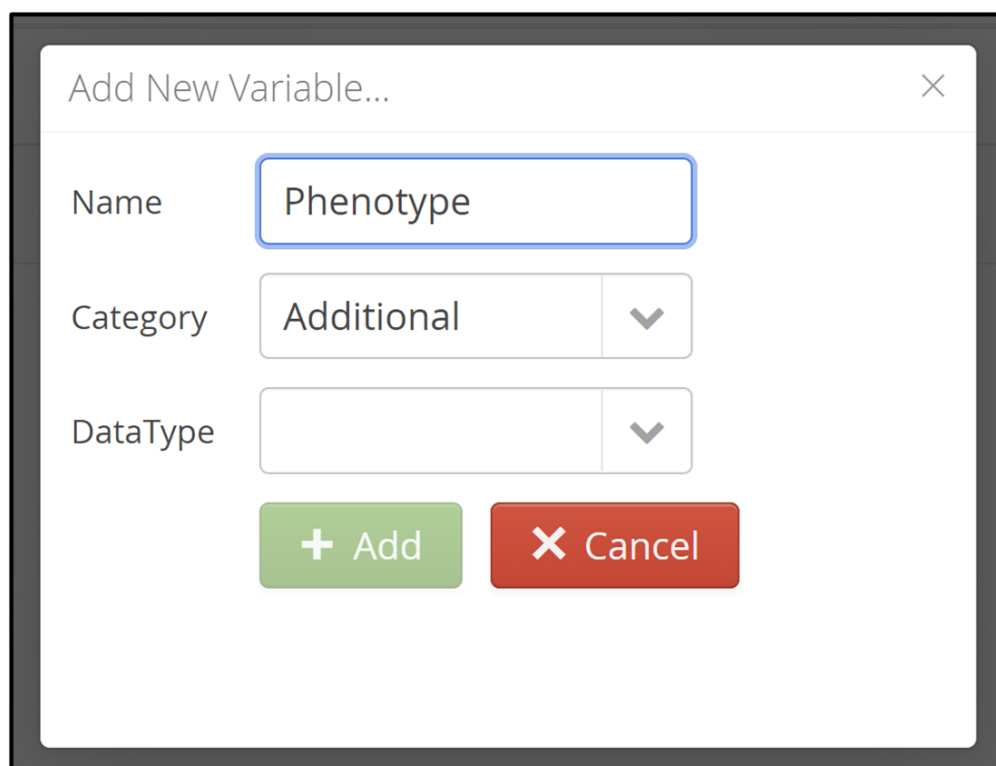 Add New Variable...
Name Phenotype
Category Additional
DataType
Add Cancel